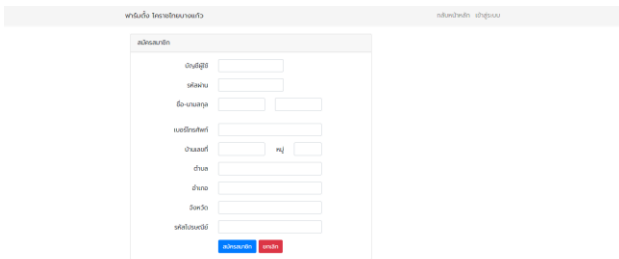 ฟาร์มตั้ง โคราชไทยบางแก้ว กลับหน้าหลัก เข้าสู่ระบบ
สมัครสมาชิก
บัญชีผู้ใช้
รหัสผ่าน
ชื่อ-นามสกุล
เบอร์โทรศัพท์
บ้านเลขที่ หมู่
ตำบล
อำเภอ
จังหวัด
รหัสไปรษณีย์
สมัครสมาชิก ยกเลิก